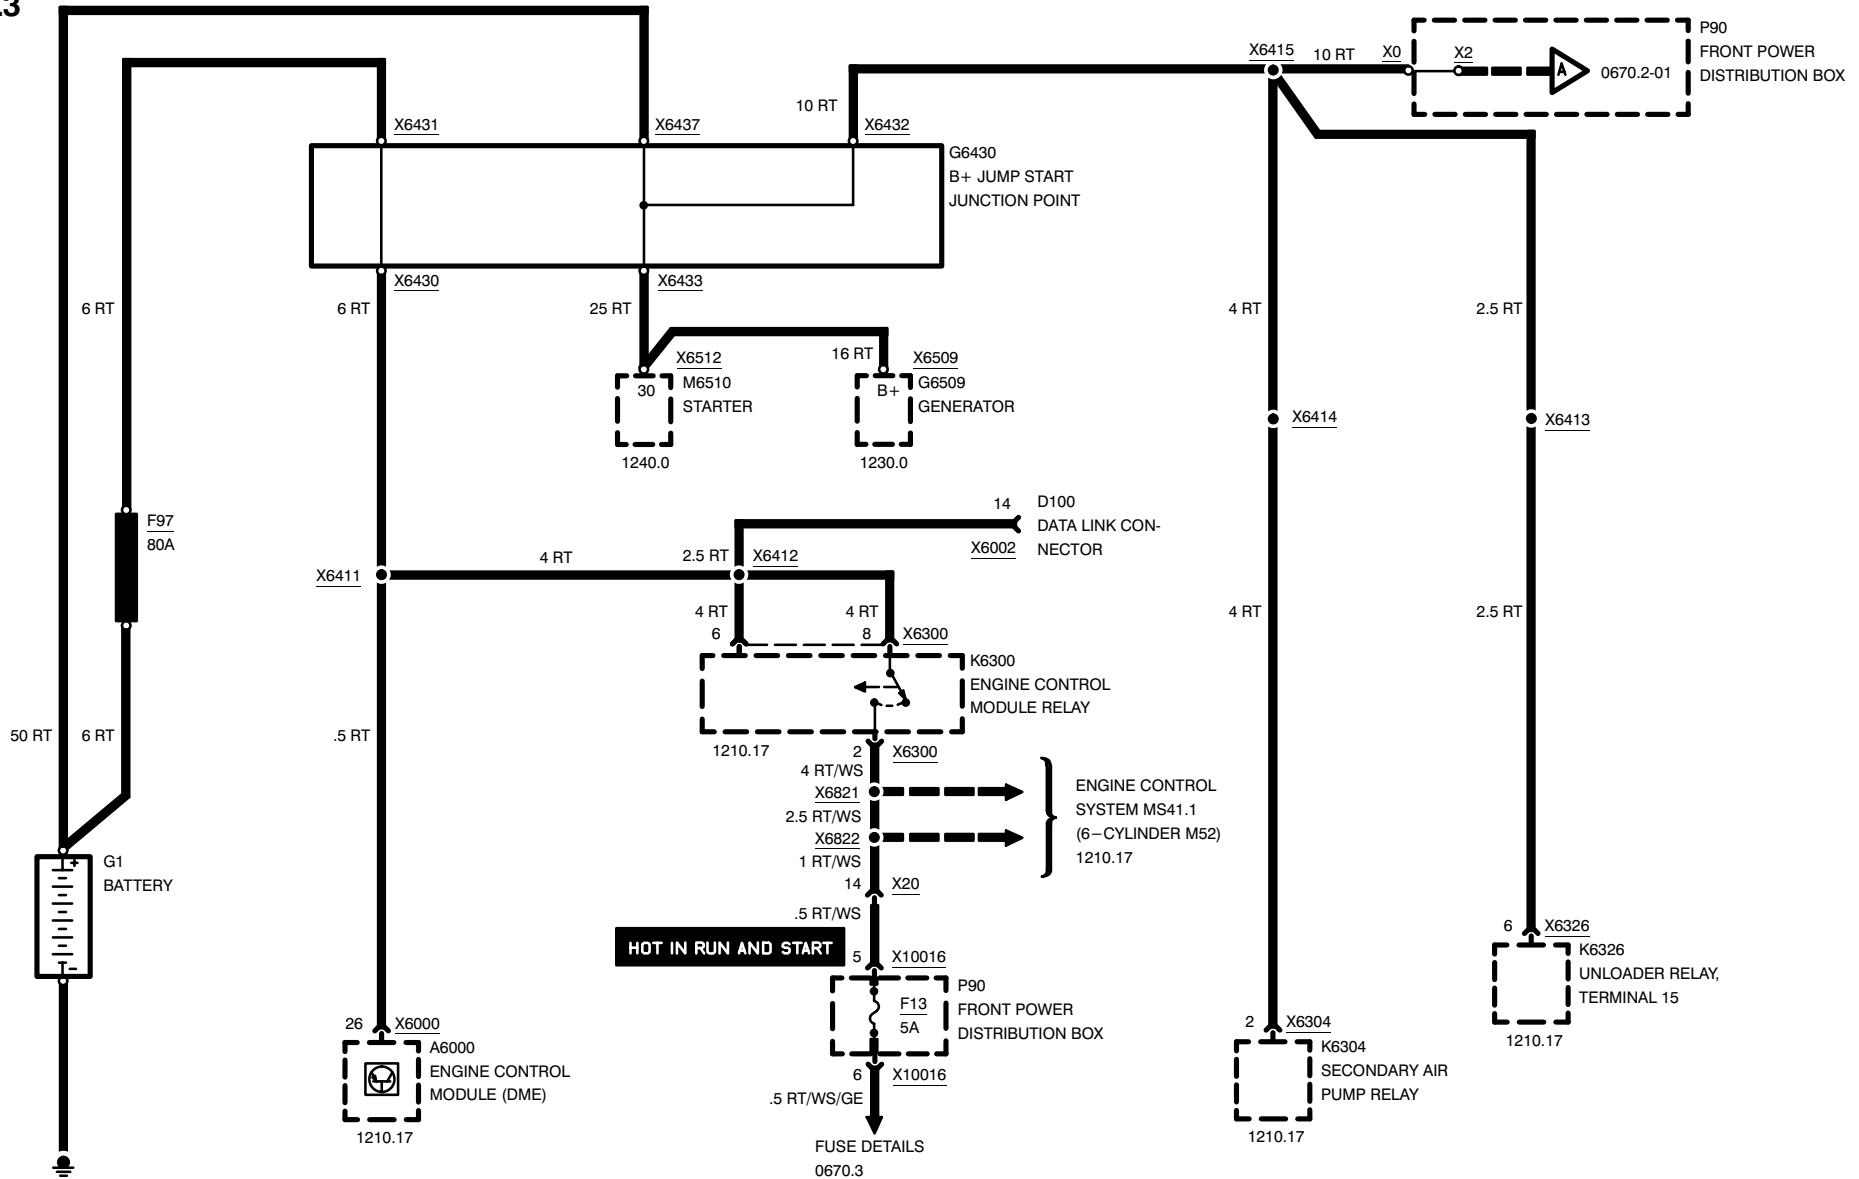 P90
FRONT POWER
DISTRIBUTION BOX
X6415
10 RT
X0
X2
A
0670.2-01
10 RT
X6431
X6437
X6432
G6430
B+ JUMP START
JUNCTION POINT
X6430
X6433
6 RT
6 RT
25 RT
4 RT
2.5 RT
16 RT
X6512
M6510
STARTER
30
X6509
G6509
GENERATOR
B+
1240.0
1230.0
X6414
X6413
F97
80A
14
D100
DATA LINK CON-
NECTOR
X6002
4 RT
2.5 RT
X6412
X6411
4 RT
4 RT
4 RT
2.5 RT
6
8
X6300
K6300
ENGINE CONTROL
MODULE RELAY
50 RT
6 RT
.5 RT
1210.17
2
X6300
4 RT/WS
X6821
2.5 RT/WS
X6822
1 RT/WS
ENGINE CONTROL
SYSTEM MS41.1
(6−CYLINDER M52)
1210.17
+
-
G1
BATTERY
14
X20
.5 RT/WS
HOT IN RUN AND START
5
X10016
P90
FRONT POWER
DISTRIBUTION BOX
F13
5A
6
X10016
.5 RT/WS/GE
FUSE DETAILS
0670.3
26
X6000
A6000
ENGINE CONTROL
MODULE (DME)
1210.17
2
X6304
K6304
SECONDARY AIR
PUMP RELAY
1210.17
6
X6326
K6326
UNLOADER RELAY,
TERMINAL 15
1210.17